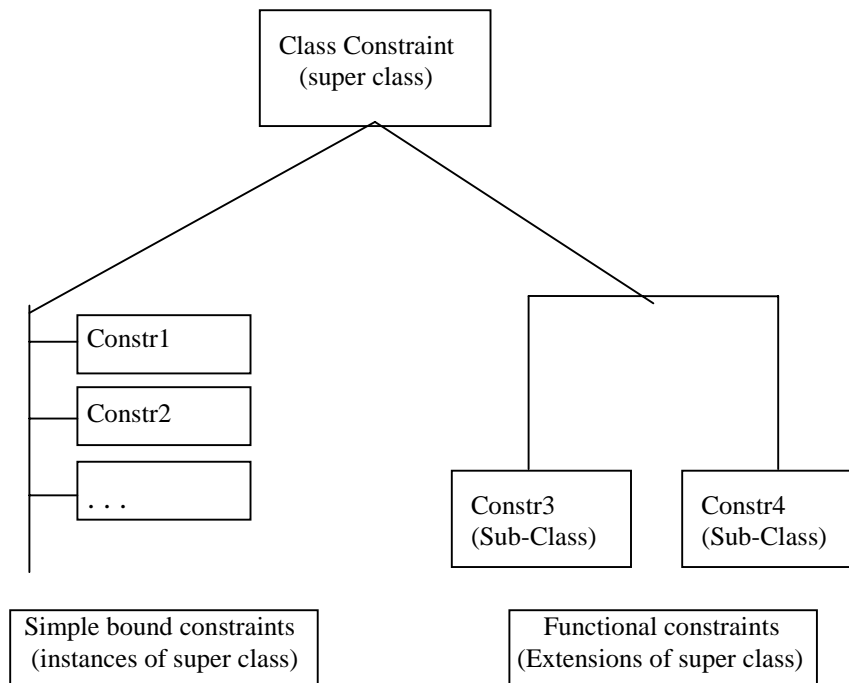 Class Constraint
(super class)
Constr1
Constr2
. . .
Constr3
(Sub-Class)
Constr4
(Sub-Class)
Simple bound constraints
(instances of super class)
Functional constraints
(Extensions of super class)